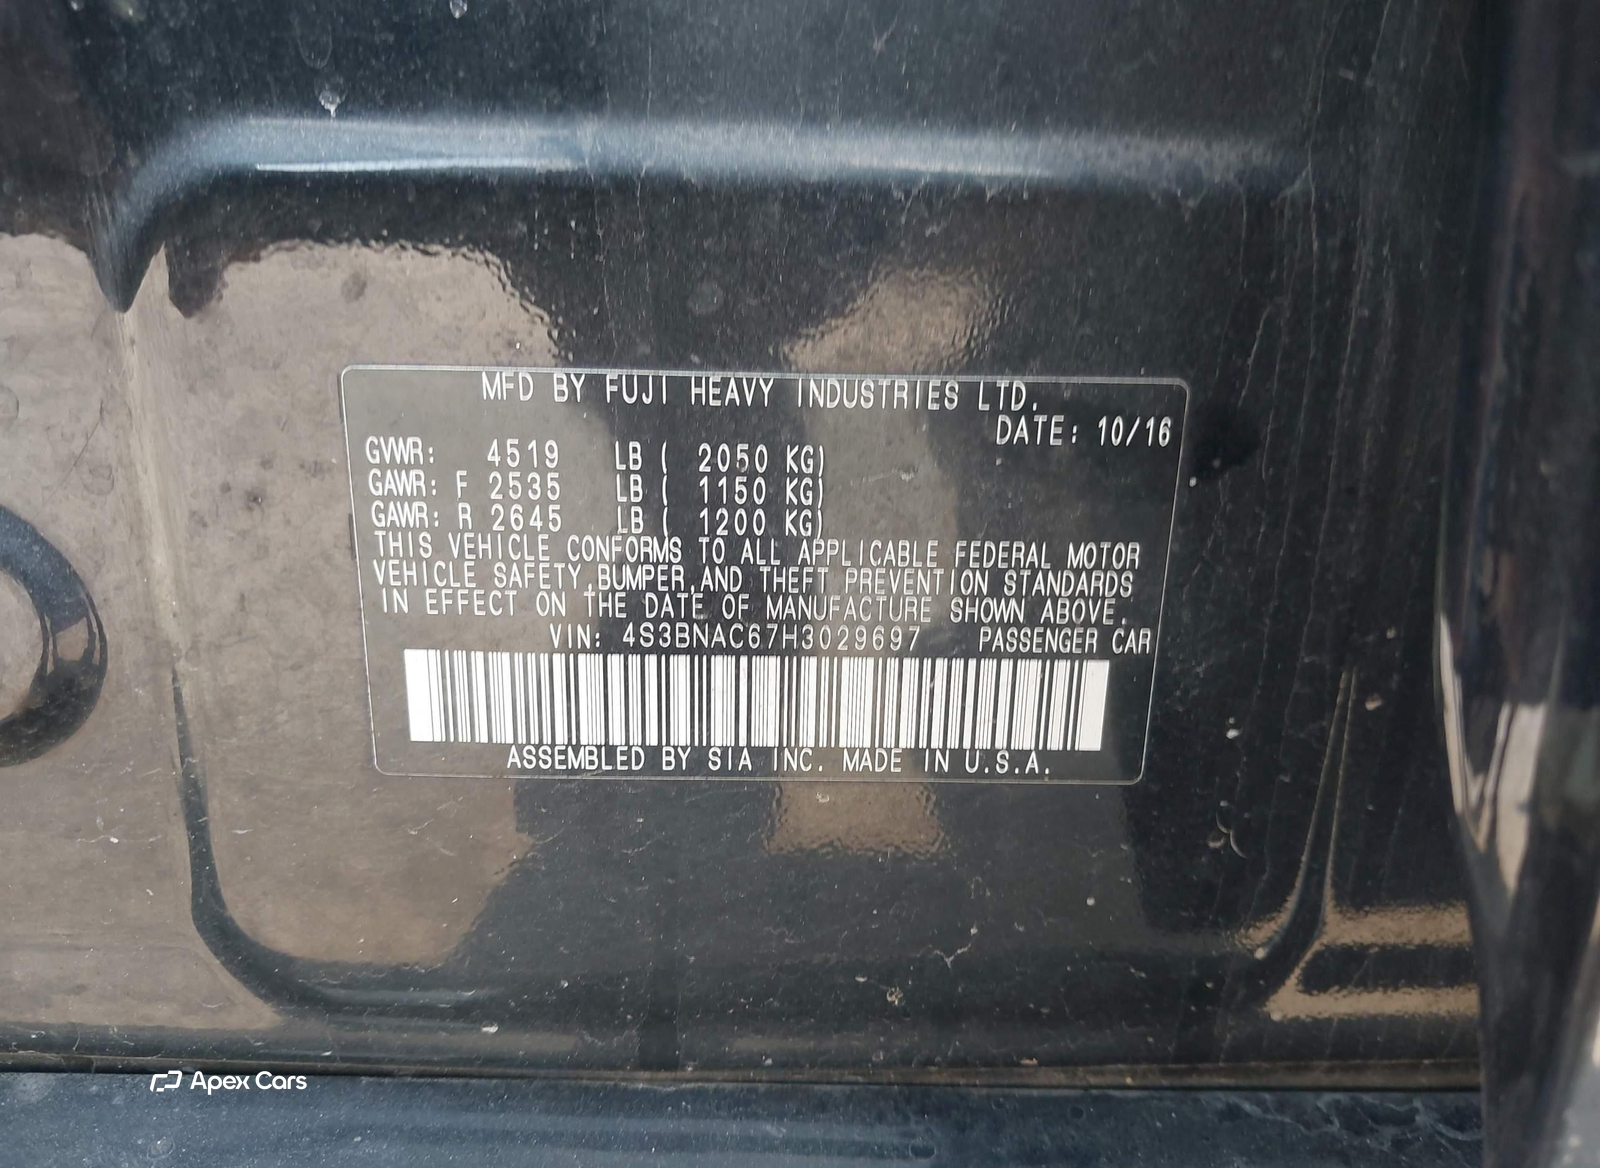 MFD BY FUJI HEAVY INDUSTRIES LTD.
DATE: 10/16
GVWR: 4519 LB ( 2050 KG)
GAWR: F 2535 LB ( 1150 KG)
GAWR: R 2645 LB ( 1200 KG)
THIS VEHICLE CONFORMS TO ALL APPLICABLE FEDERAL MOTOR
VEHICLE SAFETY,BUMPER,AND THEFT PREVENTION STANDARDS
IN EFFECT ON THE DATE OF MANUFACTURE SHOWN ABOVE.
VIN: 4S3BNAC67H3029697 PASSENGER CAR
ASSEMBLED BY SIA INC. MADE IN U.S.A.
Apex Cars